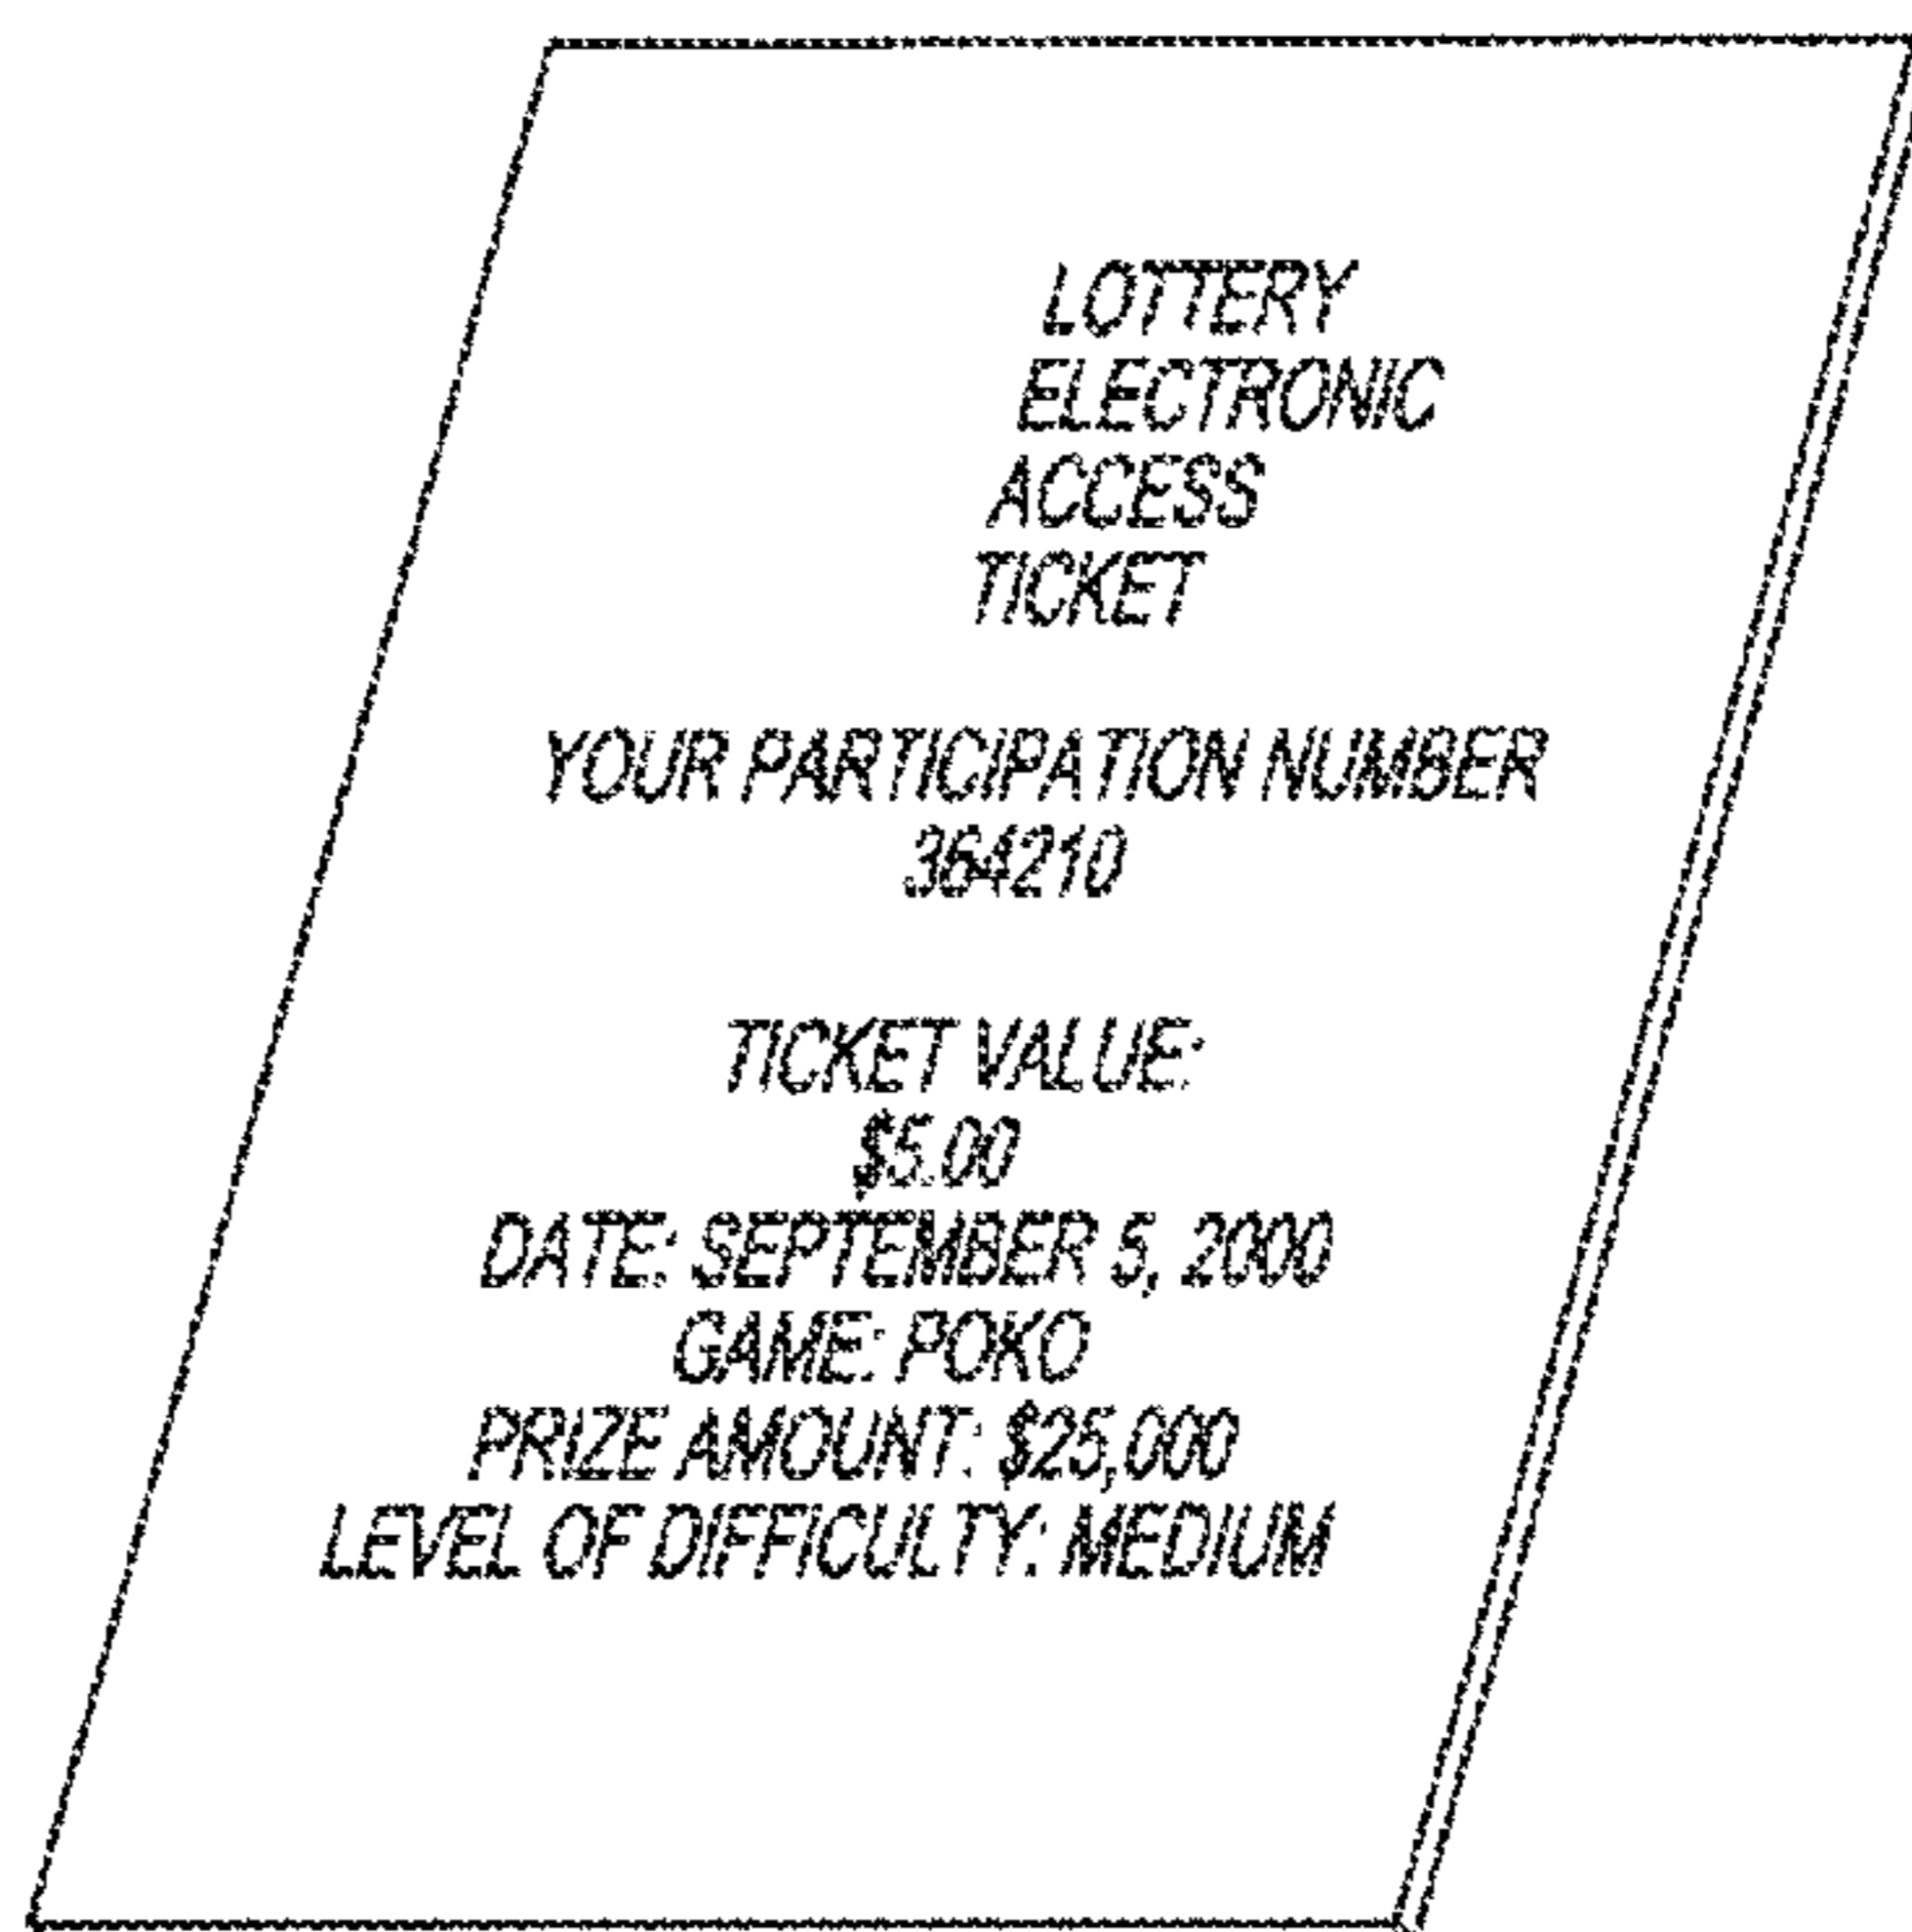 LOTTERY
ELECTRONIC
ACCESS
TICKET
YOUR PARTICIPATION NUMBER
364210
TICKET VALUE:
$5.00
DATE: SEPTEMBER 5, 2000
GAME: POKO
PRIZE AMOUNT: $25,000
LEVEL OF DIFFICULTY: MEDIUM